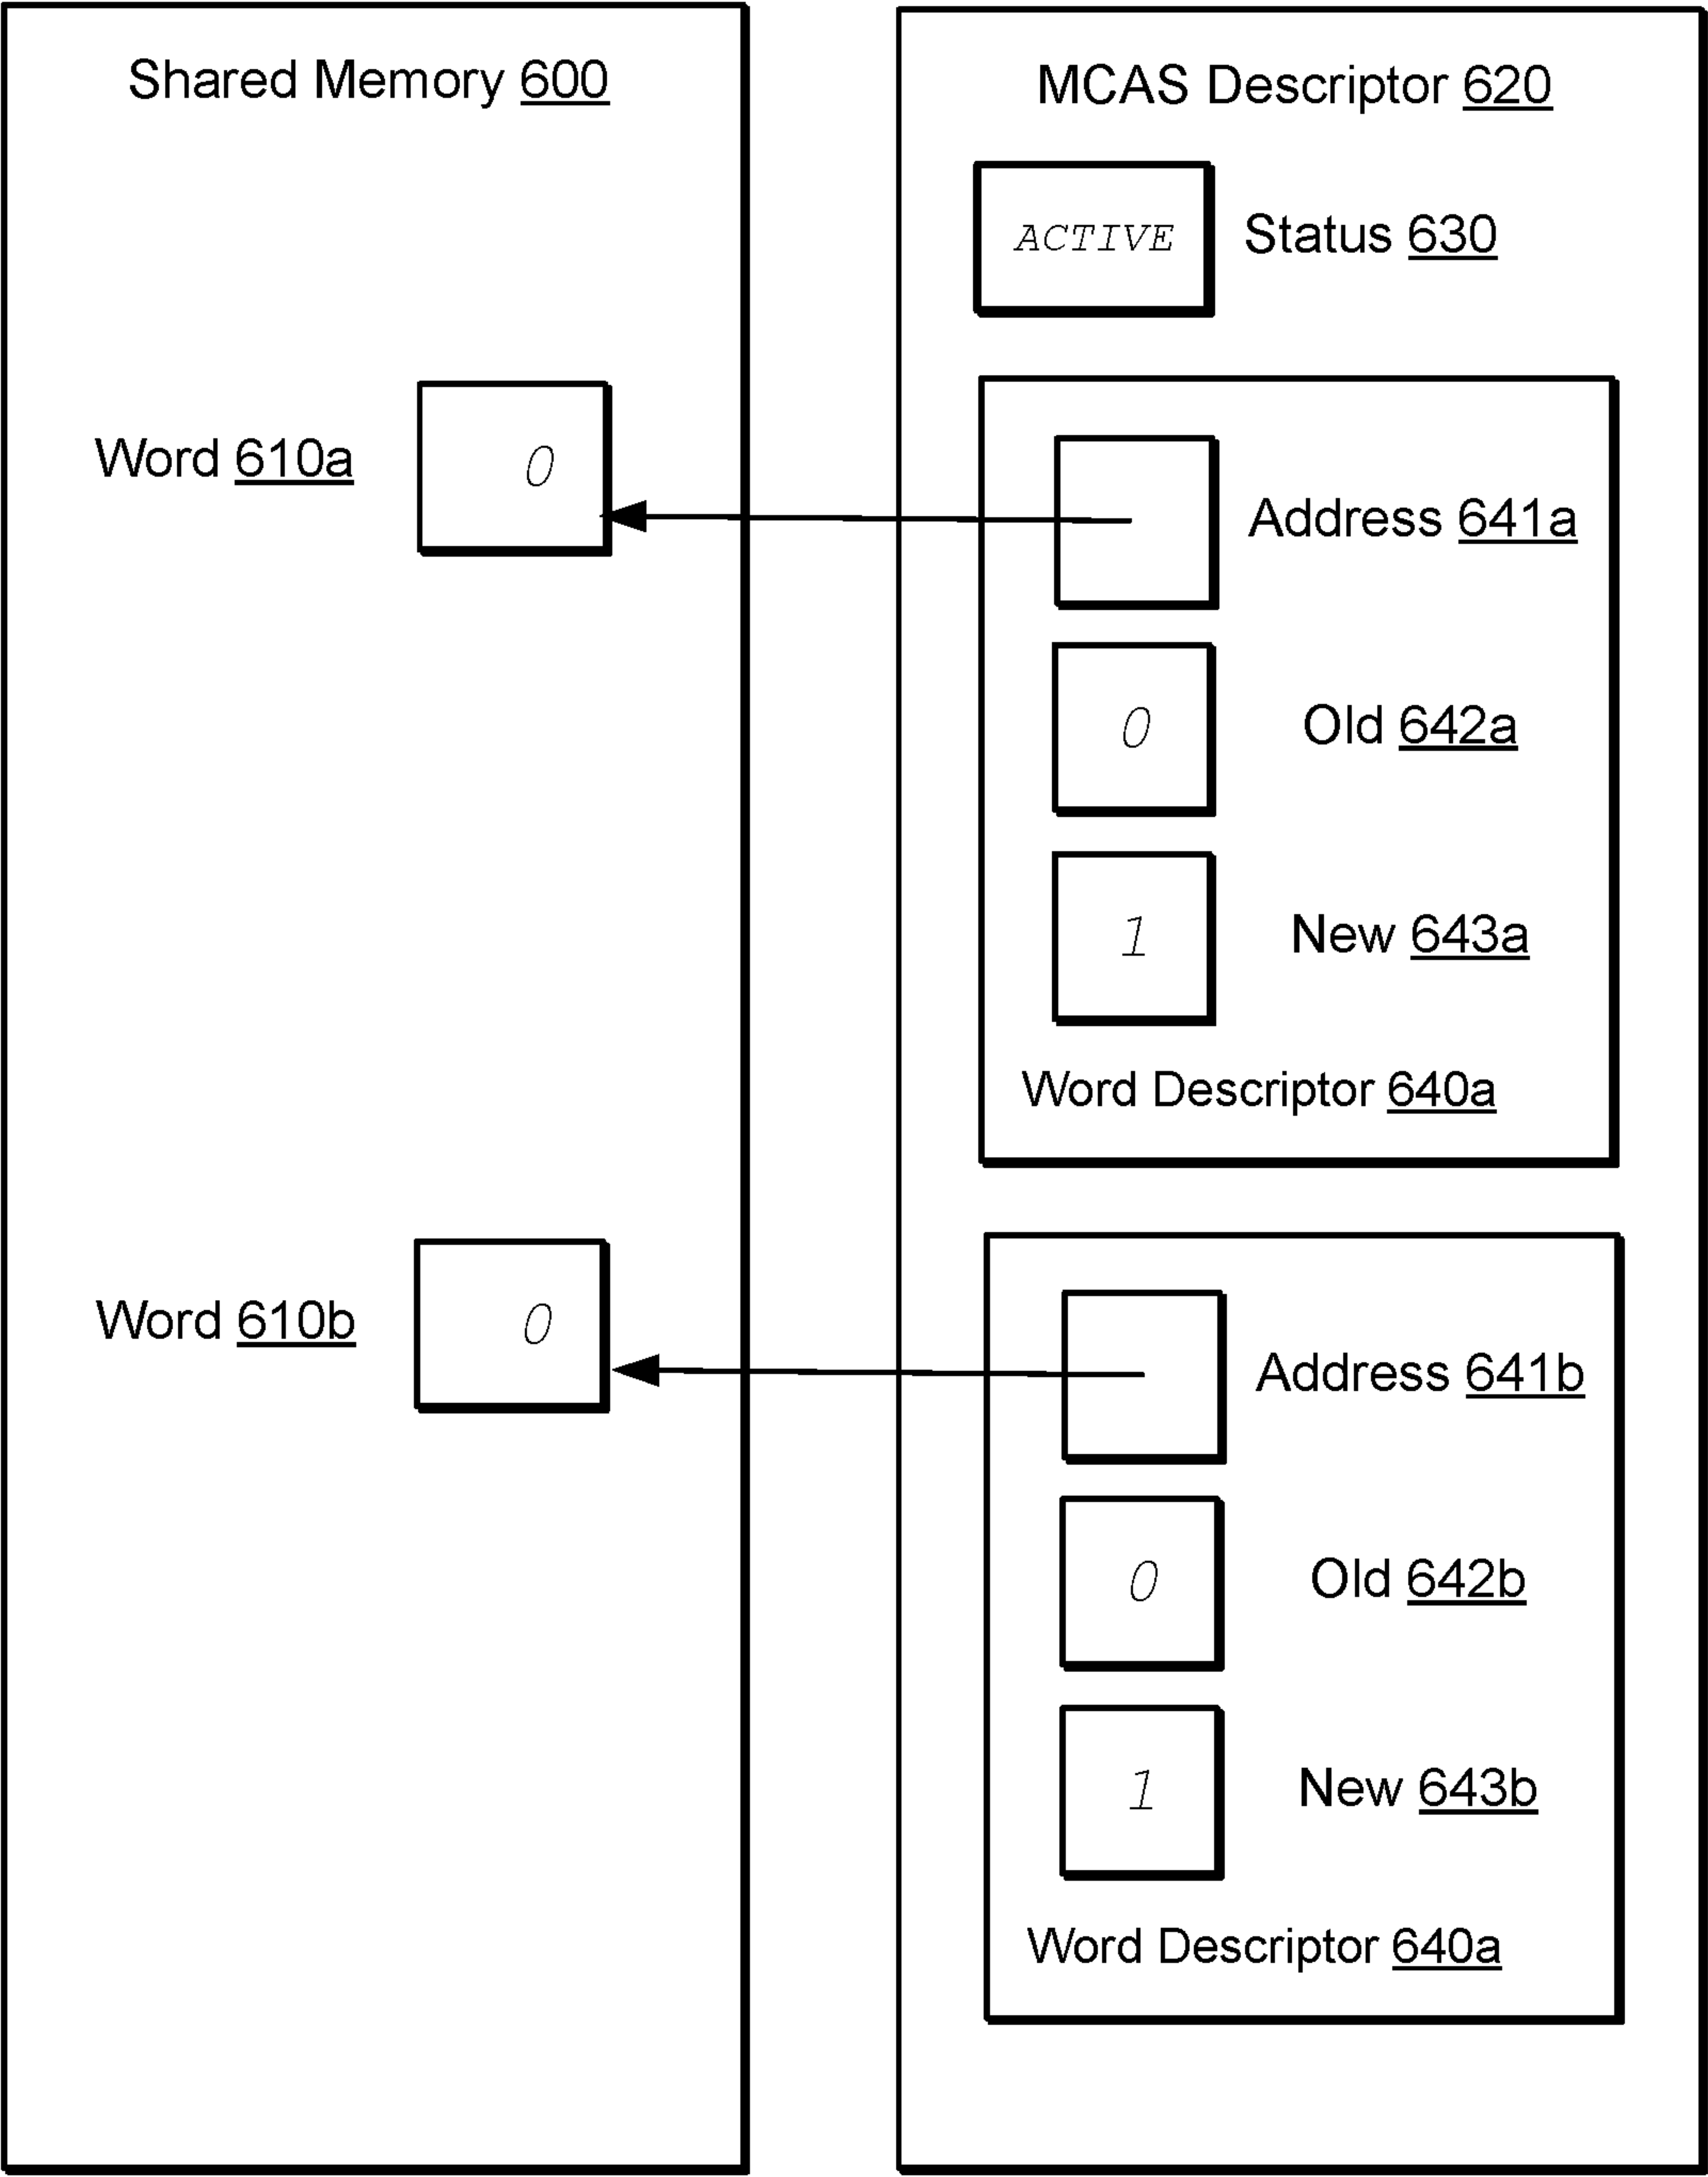 Shared Memory 600
Word 610a
0
Word 610b
0
MCAS Descriptor 620
ACTIVE
Status 630
Address 641a
0
Old 642a
1
New 643a
Word Descriptor 640a
Address 641b
0
Old 642b
1
New 643b
Word Descriptor 640a